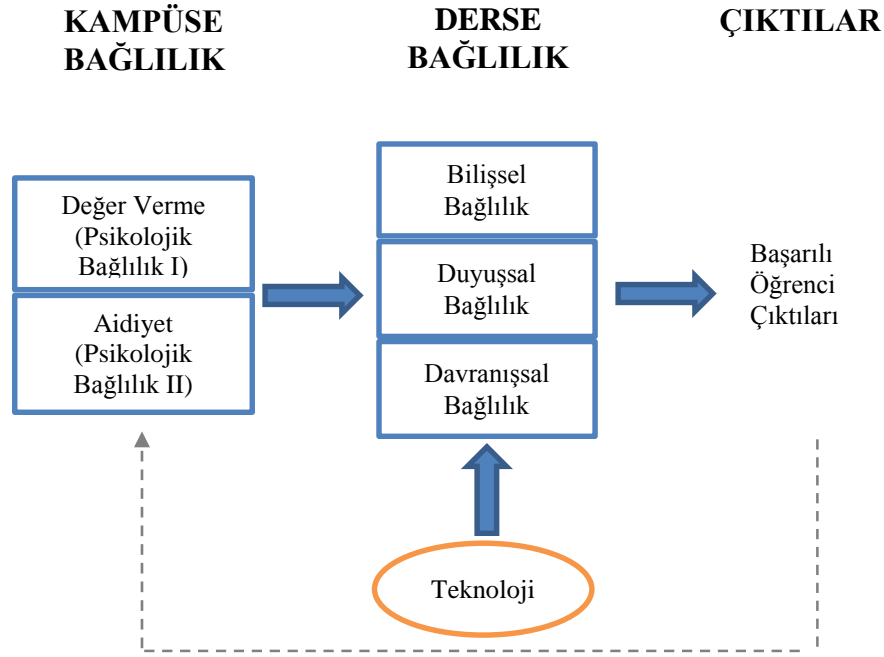 KAMPÜSE
BAĞLILIK
DERSE
BAĞLILIK
ÇIKTILAR
Değer Verme
(Psikolojik
Bağlılık I)
Aidiyet
(Psikolojik
Bağlılık II)
Bilişsel
Bağlılık
Duyuşsal
Bağlılık
Davranışsal
Bağlılık
Başarılı
Öğrenci
Çıktıları
Teknoloji